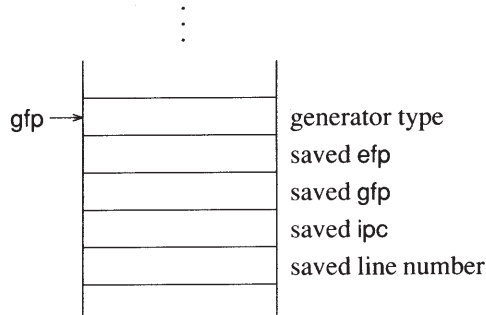 gfp
generator type
saved efp
saved gfp
saved ipc
saved line number